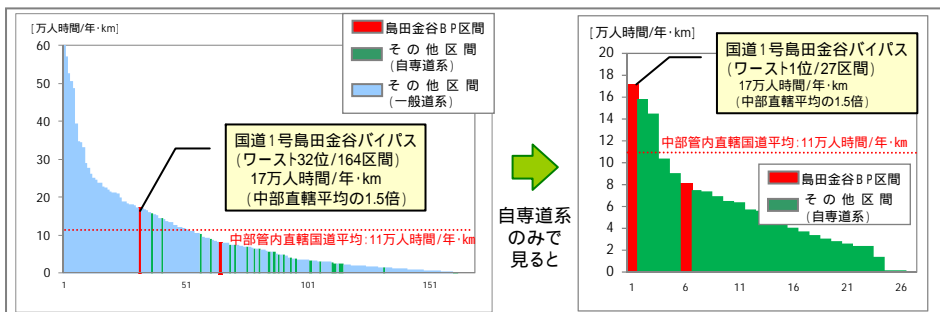 [万人時間/年・km]
60
50
40
30
20
10
0
1
51
101
151
島田金谷BP区間
その他区間
(自専道系)
その他区間
(一般道系)
国道1号島田金谷バイパス
(ワースト32位/164区間)
17万人時間/年・km
(中部直轄平均の1.5倍)
中部管内直轄国道平均:11万人時間/年・km
自専道系
のみで
見ると
[万人時間/年・km]
20
18
16
14
12
10
8
6
4
2
0
1
6
11
16
21
26
国道1号島田金谷バイパス
(ワースト1位/27区間)
17万人時間/年・km
(中部直轄平均の1.5倍)
中部管内直轄国道平均:11万人時間/年・km
島田金谷BP区間
その他区間
(自専道系)